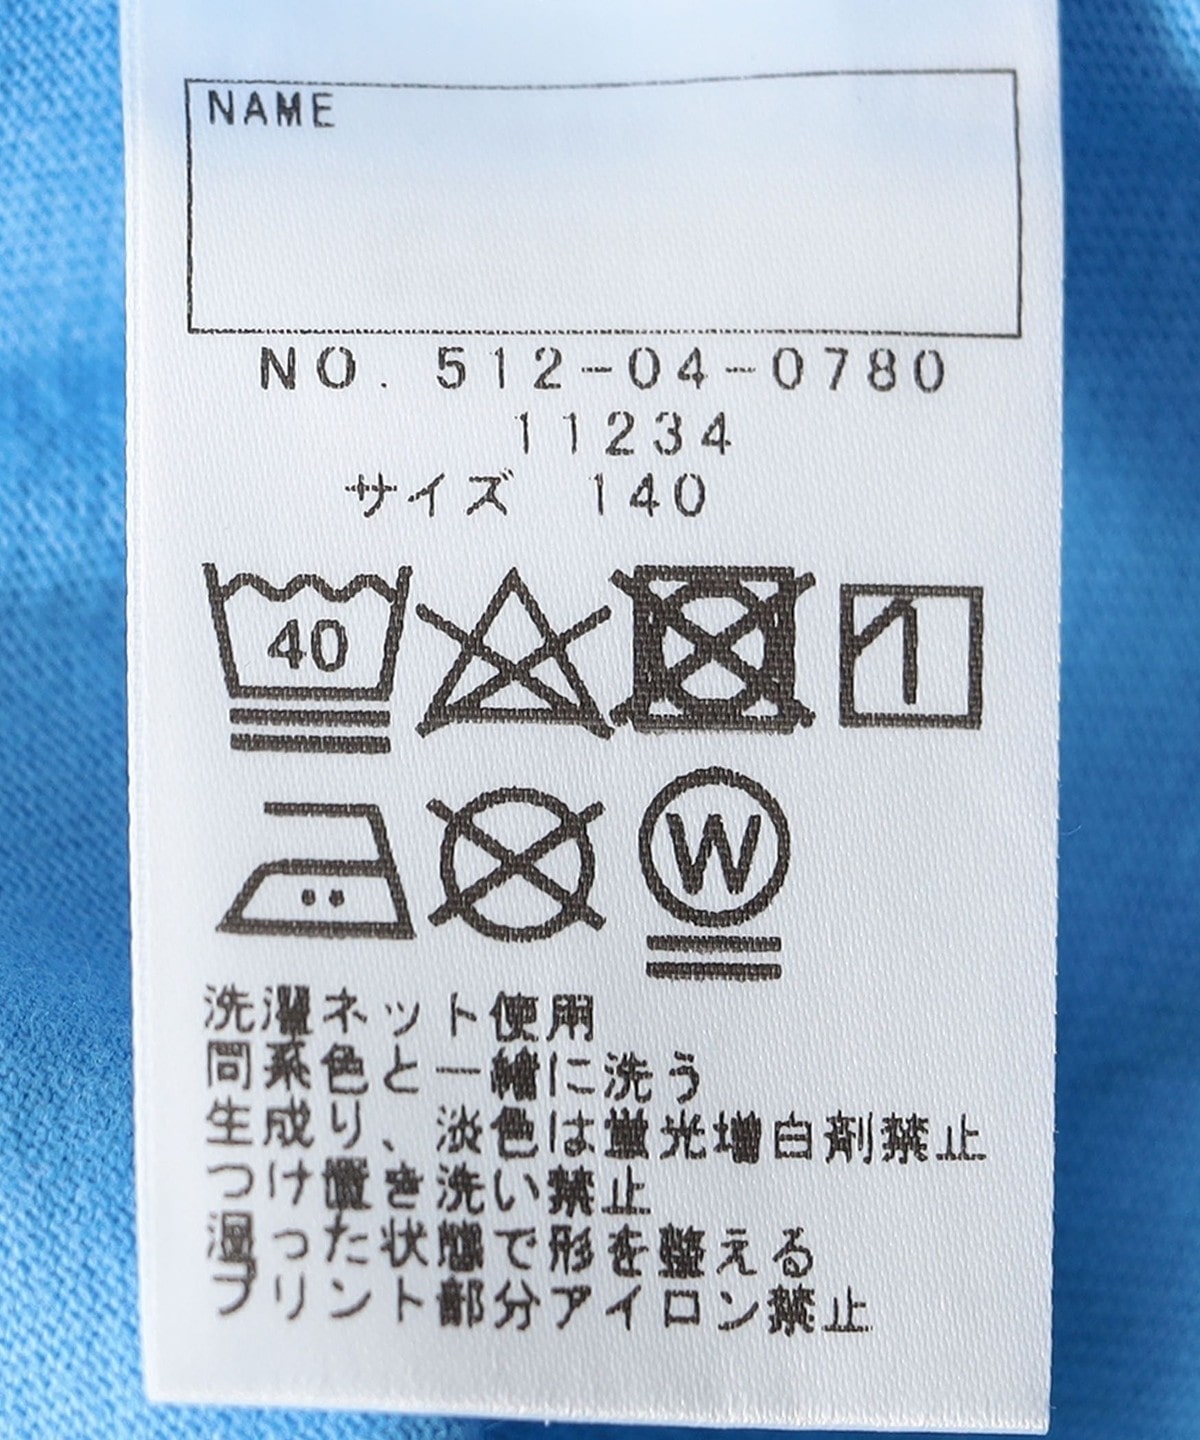 NAME
NO. 512-04-0780
11234
サイズ 140
40
W
洗濯ネット使用
同系色と一緒に洗う
生成り、淡色は蛍光増白剤禁止
つけ置き洗い禁止
湿った状態で形を整える
プリント部分アイロン禁止